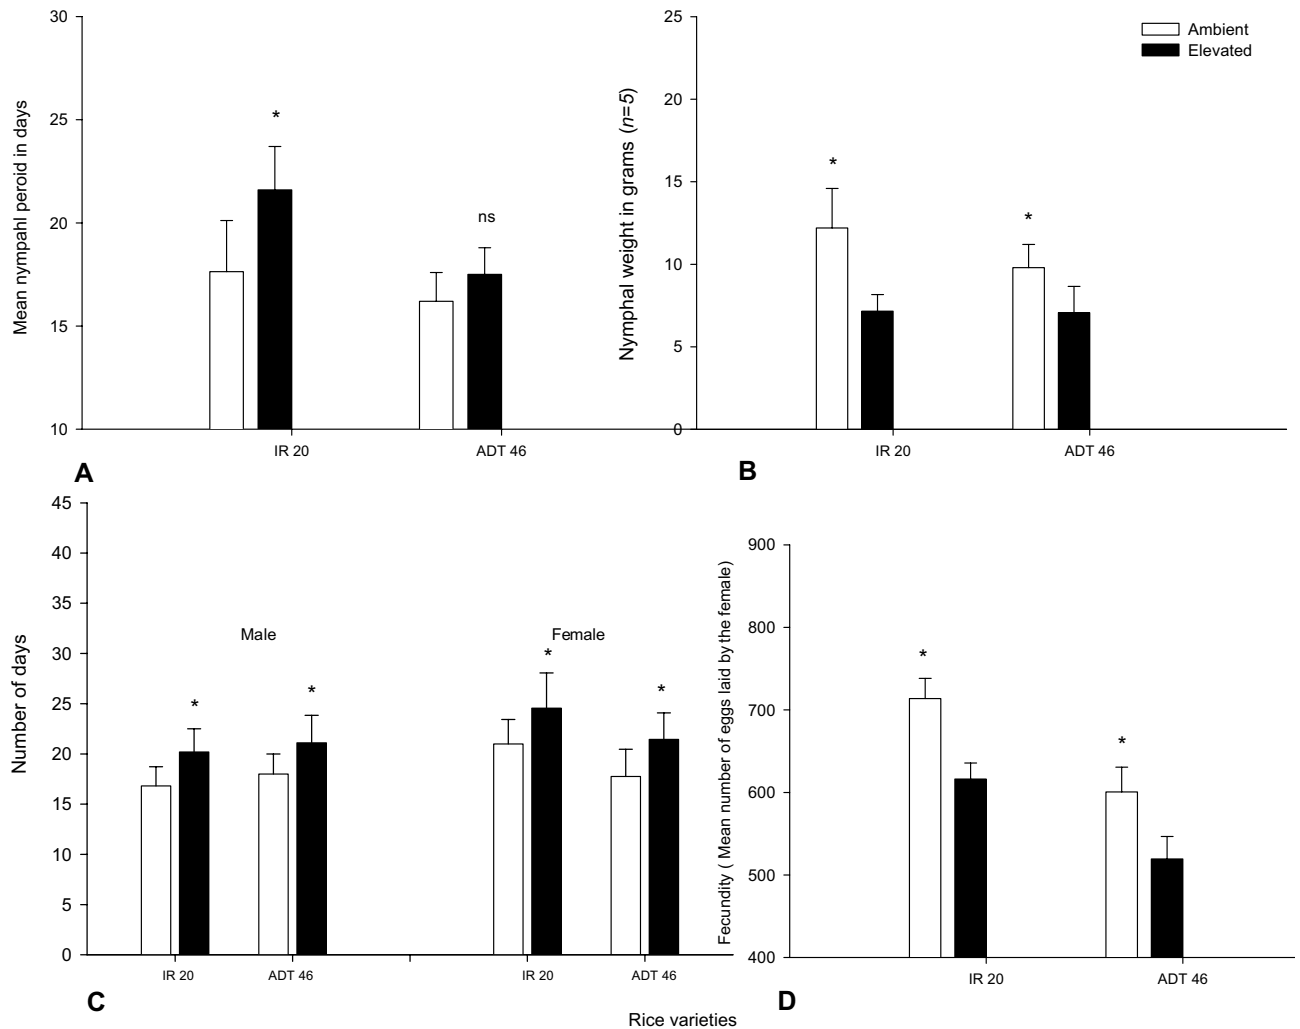 30
25
20
15
10
Mean nympahl peroid in days
*
ns
IR 20
ADT 46
A
25
20
15
10
5
0
Nymphal weight in grams (n=5)
Ambient
Elevated
*
*
IR 20
ADT 46
B
45
40
35
30
25
20
15
10
5
0
Number of days
Male
Female
*
*
*
*
IR 20
ADT 46
IR 20
ADT 46
C
900
800
700
600
500
400
Fecundity ( Mean number of eggs laid by the female)
*
*
IR 20
ADT 46
D
Rice varieties